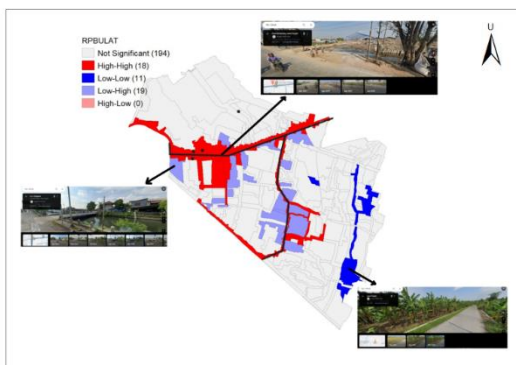 RPBULAT
Not Significant (194)
High-High (18)
Low-Low (11)
Low-High (19)
High-Low (0)
U